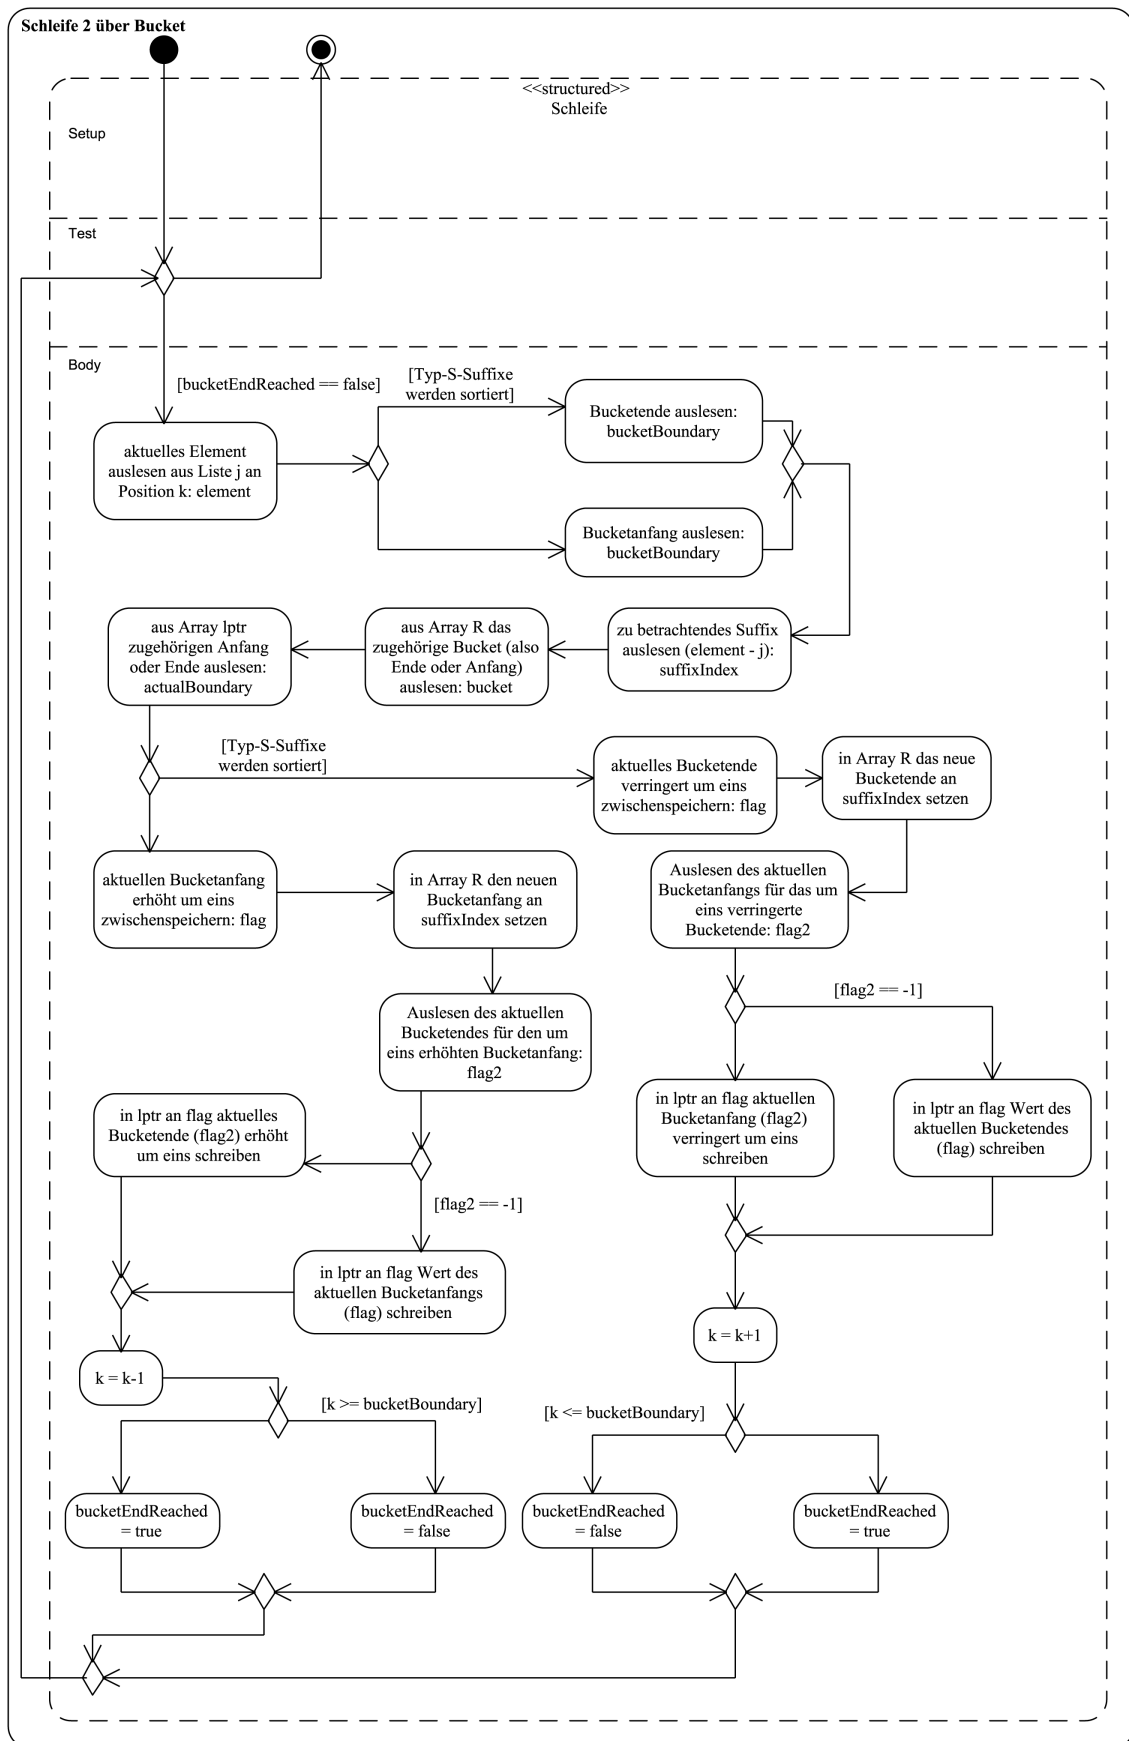 Schleife 2 über Bucket
<<structured>>
Schleife
Setup
Test
Body
[bucketEndReached == false]
[Typ-S-Suffixe
werden sortiert]
Bucketende auslesen:
bucketBoundary
aktuelles Element
auslesen aus Liste j an
Position k: element
Bucketanfang auslesen:
bucketBoundary
aus Array lptr
zugehörigen Anfang
oder Ende auslesen:
actualBoundary
aus Array R das
zugehörige Bucket (also
Ende oder Anfang)
auslesen: bucket
zu betrachtendes Suffix
auslesen (element - j):
suffixIndex
[Typ-S-Suffixe
werden sortiert]
aktuelles Bucketende
verringert um eins
zwischenspeichern: flag
in Array R das neue
Bucketende an
suffixIndex setzen
aktuellen Bucketanfang
erhöht um eins
zwischenspeichern: flag
in Array R den neuen
Bucketanfang an
suffixIndex setzen
Auslesen des aktuellen
Bucketanfangs für das um
eins verringerte
Bucketende: flag2
[flag2 == -1]
Auslesen des aktuellen
Bucketendes für den um
eins erhöhten Bucketanfang:
flag2
in lptr an flag aktuelles
Bucketende (flag2) erhöht
um eins schreiben
in lptr an flag aktuellen
Bucketanfang (flag2)
verringert um eins
schreiben
in lptr an flag Wert des
aktuellen Bucketendes
(flag) schreiben
[flag2 == -1]
in lptr an flag Wert des
aktuellen Bucketanfangs
(flag) schreiben
k = k+1
k = k-1
[k >= bucketBoundary]
[k <= bucketBoundary]
bucketEndReached
= true
bucketEndReached
= false
bucketEndReached
= false
bucketEndReached
= true